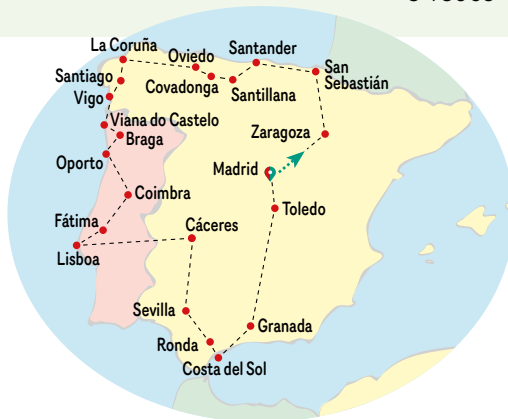 La Coruña
Oviedo
Santander
San
Sebastián
Santiago
Covadonga
Santillana
Vigo
Viana do Castelo
Braga
Zaragoza
Oporto
Madrid
Coimbra
Toledo
Fátima
Cáceres
Lisboa
Sevilla
Granada
Ronda
Costa del Sol